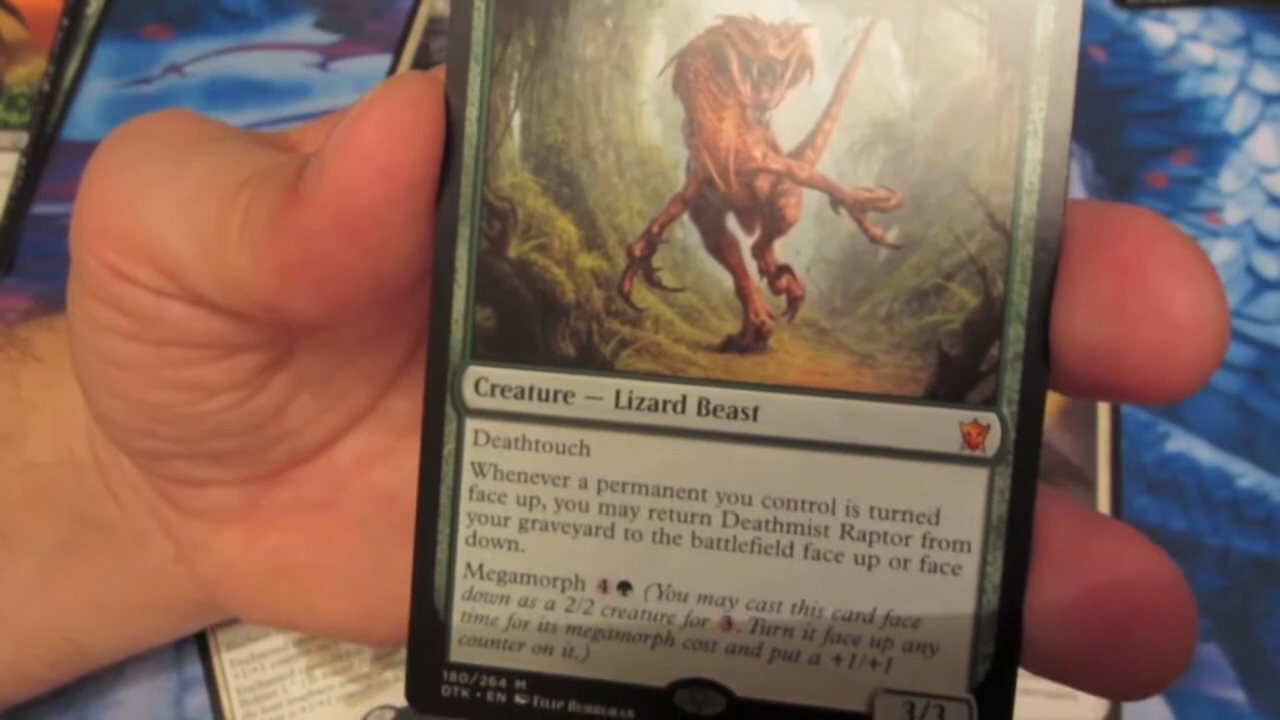 Creature — Lizard Beast
Deathtouch
Whenever a permanent you control is turned
face up, you may return Deathmist Raptor from
your graveyard to the battlefield face up or face
down.
Megamorph 4 (You may cast this card face
down as a 2/2 creature for 3. Turn it face up any
time for its megamorph cost and put a +1/+1
counter on it.)
180/264 M
DTK • EN
3/3